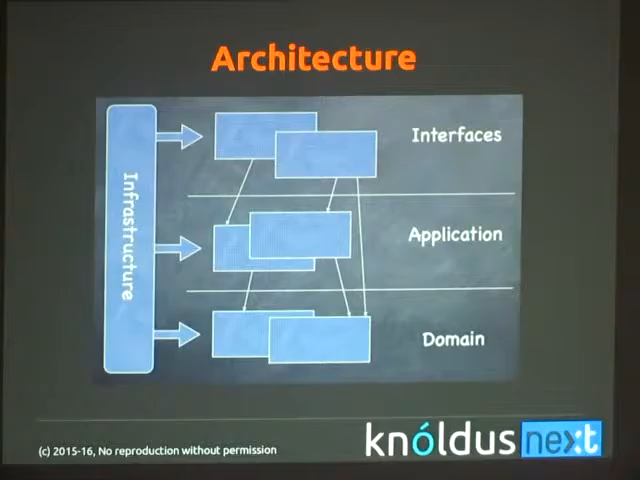 Architecture
Infrastructure
Interfaces
Application
Domain
(c) 2015-16, No reproduction without permission
knóldus next